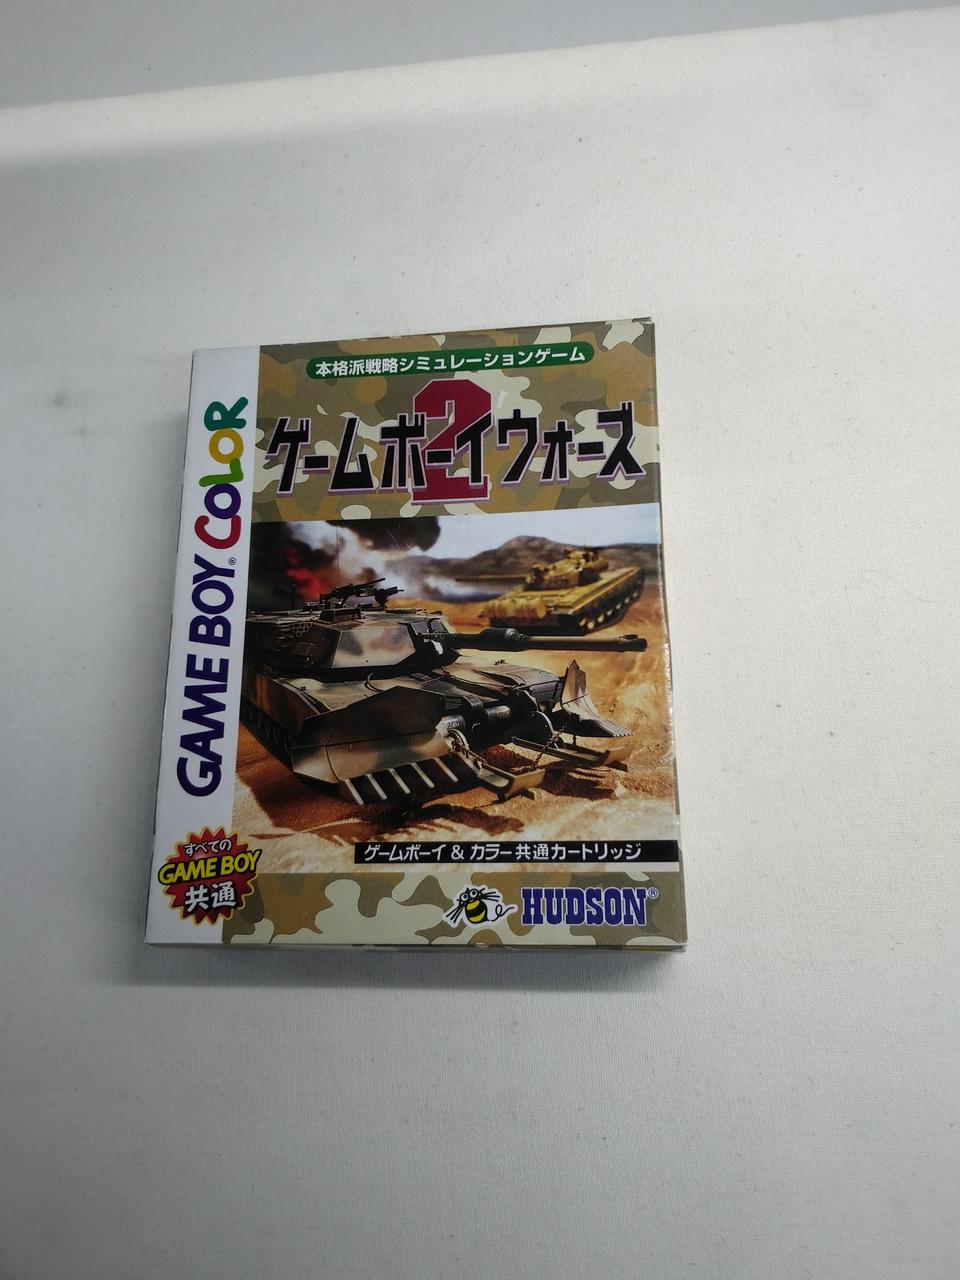 本格派戦略シミュレーションゲーム
ゲームボーイウォーズ
2
GAME BOY® COLOR
すべての
GAME BOY
共通
ゲームボーイ & カラー共通カートリッジ
HUDSON®